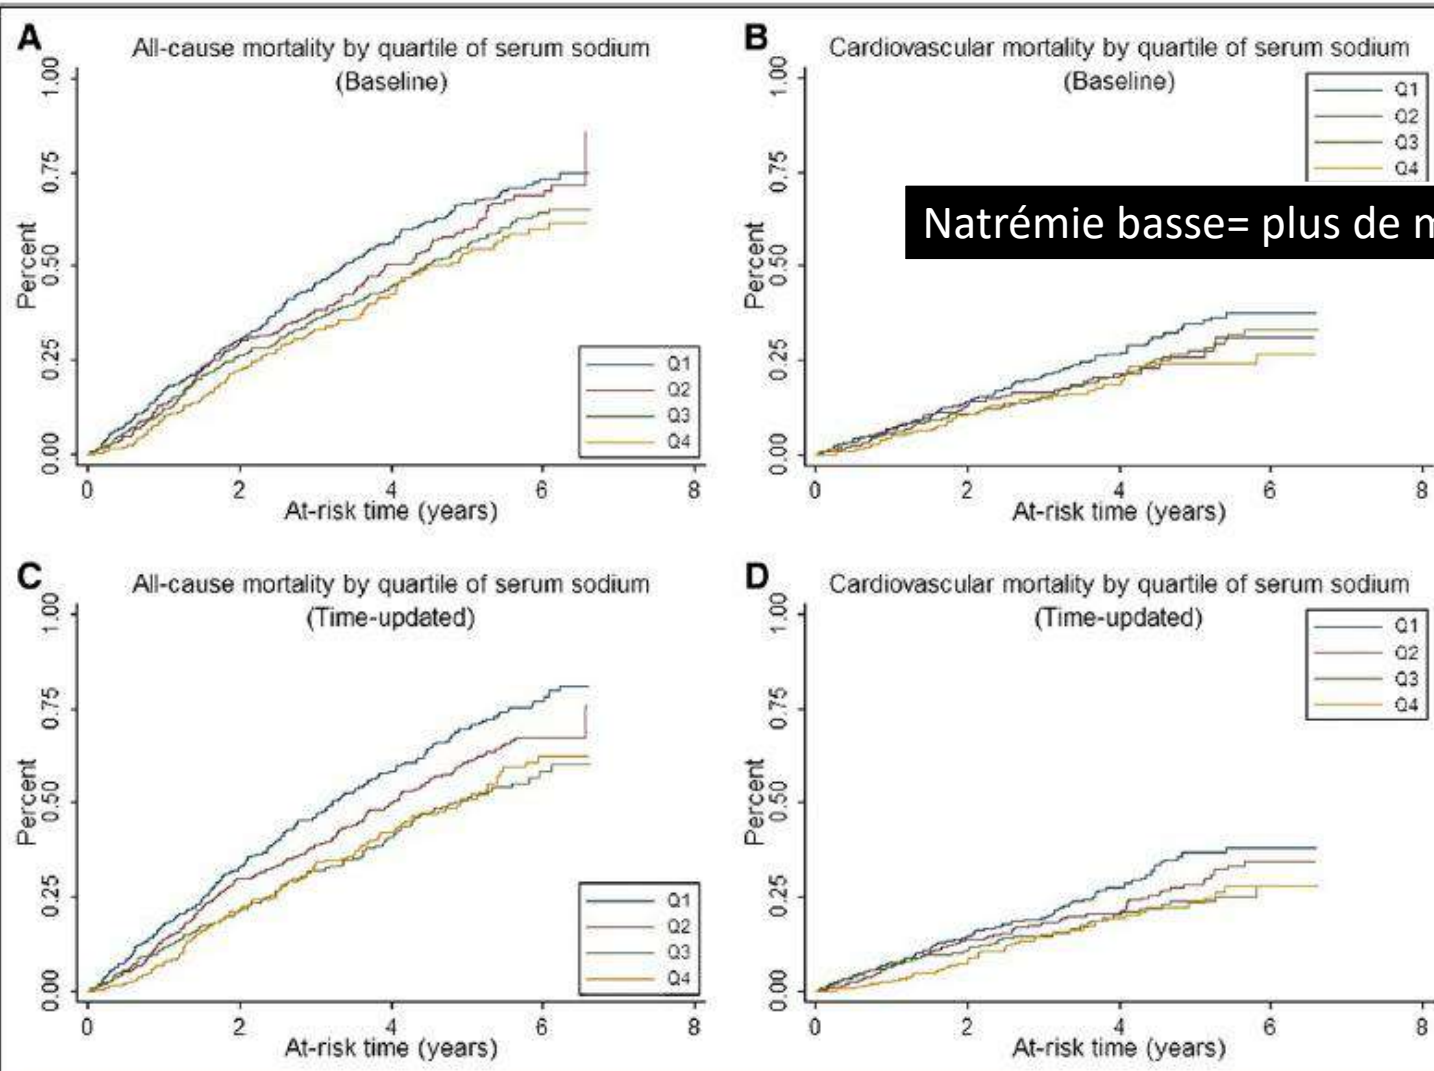 A
All-cause mortality by quartile of serum sodium
(Baseline)
1.00
0.75
0.50
0.25
0.00
Percent
Q1
Q2
Q3
Q4
0 2 4 6 8
At-risk time (years)
B
Cardiovascular mortality by quartile of serum sodium
(Baseline)
1.00
0.75
0.50
0.25
0.00
Percent
Q1
Q2
Q3
Q4
Natrémie basse= plus de m
0 2 4 6 8
At-risk time (years)
C
All-cause mortality by quartile of serum sodium
(Time-updated)
1.00
0.75
0.50
0.25
0.00
Percent
Q1
Q2
Q3
Q4
0 2 4 6 8
At-risk time (years)
D
Cardiovascular mortality by quartile of serum sodium
(Time-updated)
1.00
0.75
0.50
0.25
0.00
Percent
Q1
Q2
Q3
Q4
0 2 4 6 8
At-risk time (years)